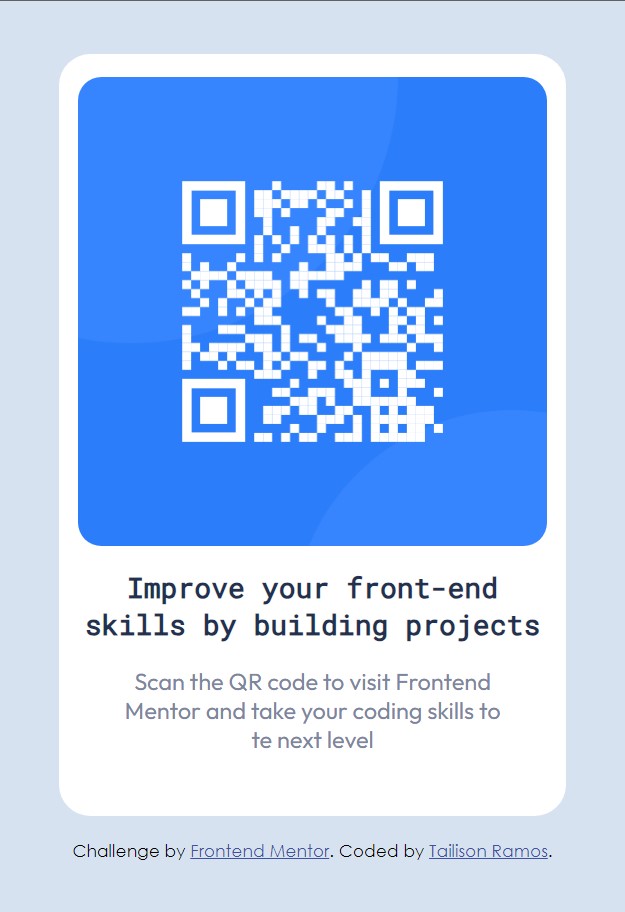 Improve your front-end
skills by building projects
Scan the QR code to visit Frontend
Mentor and take your coding skills to
te next level
Challenge by Frontend Mentor. Coded by Tailison Ramos.